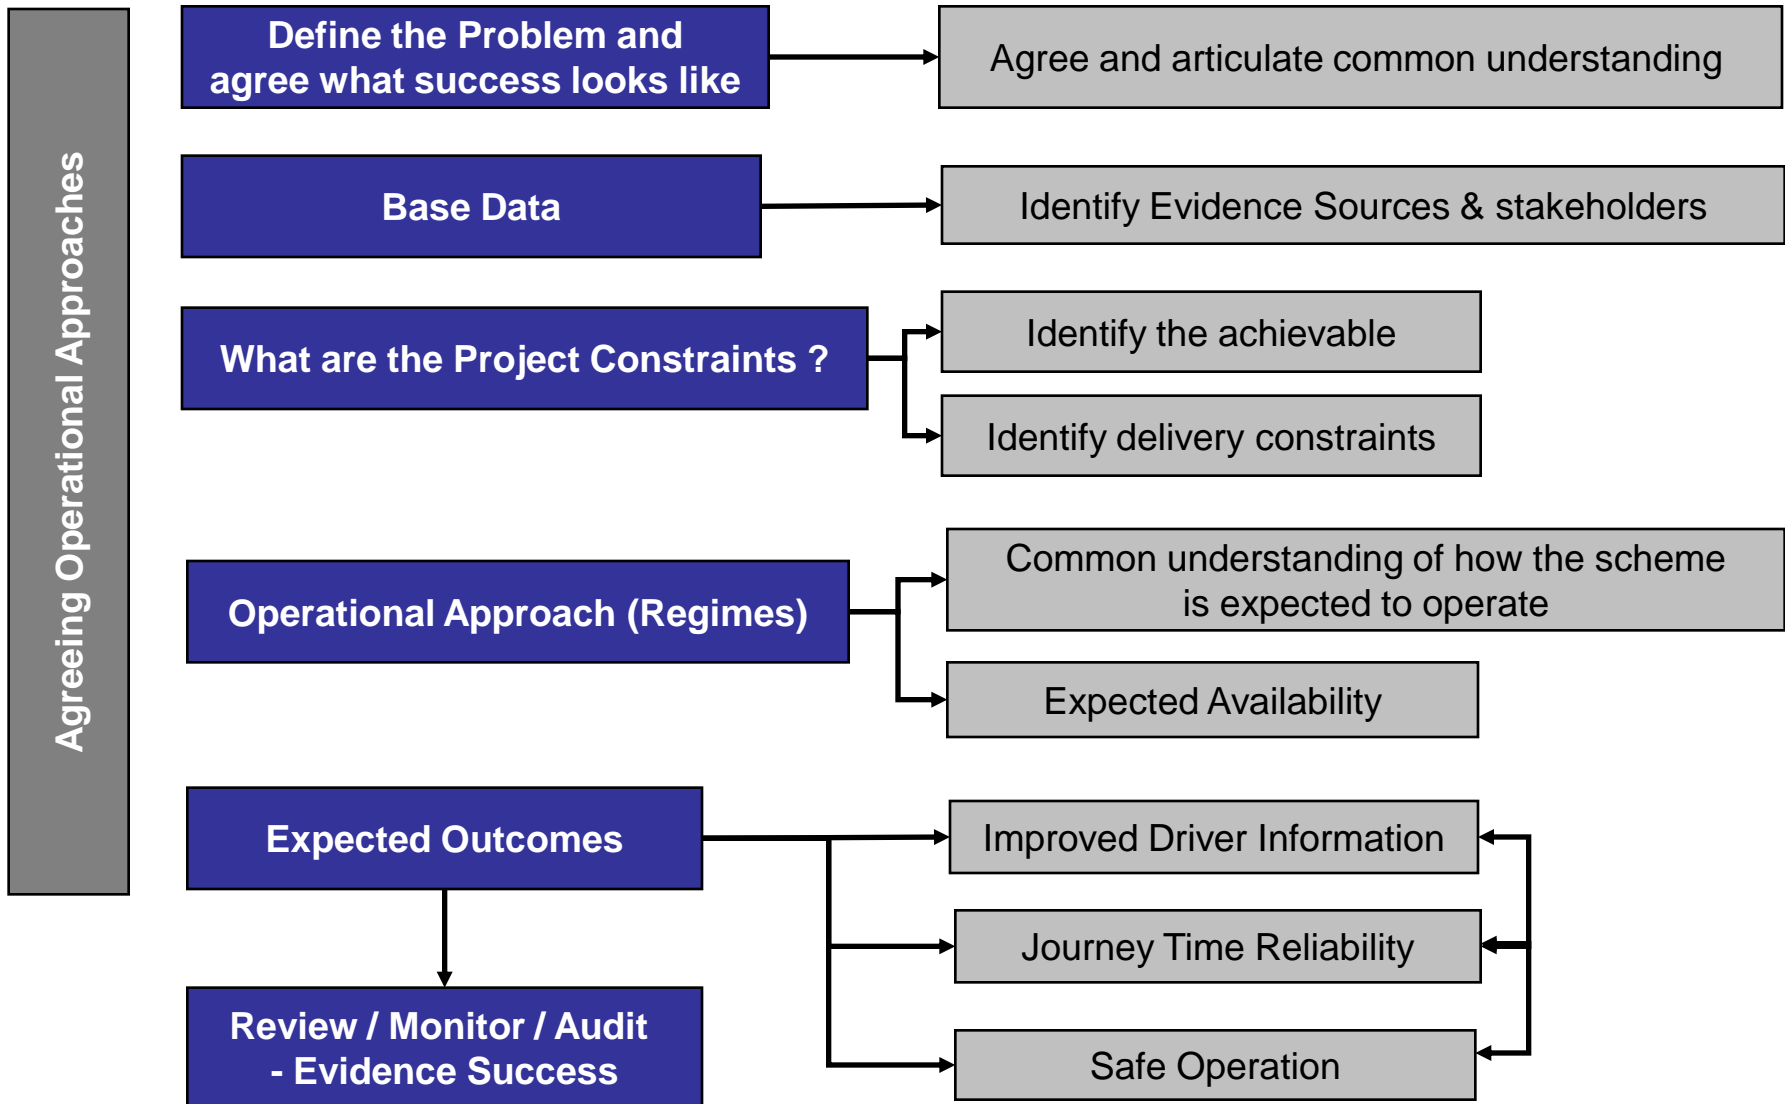 Agreeing Operational Approaches
Define the Problem and
agree what success looks like
Agree and articulate common understanding
Base Data
Identify Evidence Sources & stakeholders
What are the Project Constraints ?
Identify the achievable
Identify delivery constraints
Operational Approach (Regimes)
Common understanding of how the scheme
is expected to operate
Expected Availability
Expected Outcomes
Improved Driver Information
Journey Time Reliability
Safe Operation
Review / Monitor / Audit
- Evidence Success